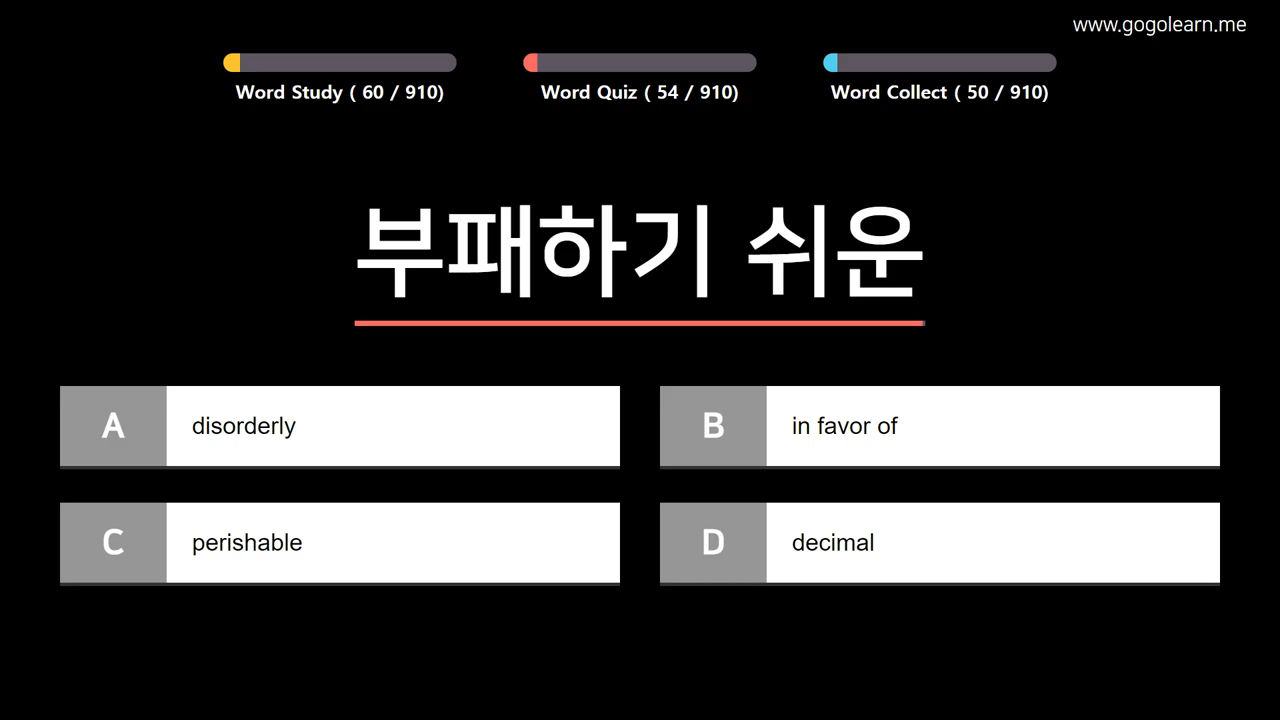 www.gogolearn.me
Word Study ( 60 / 910)
Word Quiz ( 54 / 910)
Word Collect ( 50 / 910)
부패하기 쉬운
A disorderly
B in favor of
C perishable
D decimal